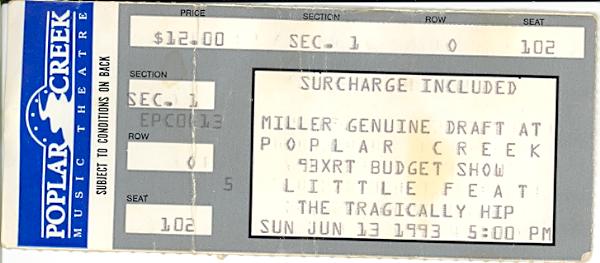 POPLAR CREEK
MUSIC THEATRE
SUBJECT TO CONDITIONS ON BACK
PRICE SECTION ROW SEAT
$12.00 SEC. 1 0 102
SECTION
SEC. 1
EPC0613
ROW
0
5
SEAT
102
SURCHARGE INCLUDED
MILLER GENUINE DRAFT AT
POPLAR CREEK
93XRT BUDGET SHOW
LITTLE FEAT
THE TRAGICALLY HIP
SUN JUN 13 1993 5:00 PM